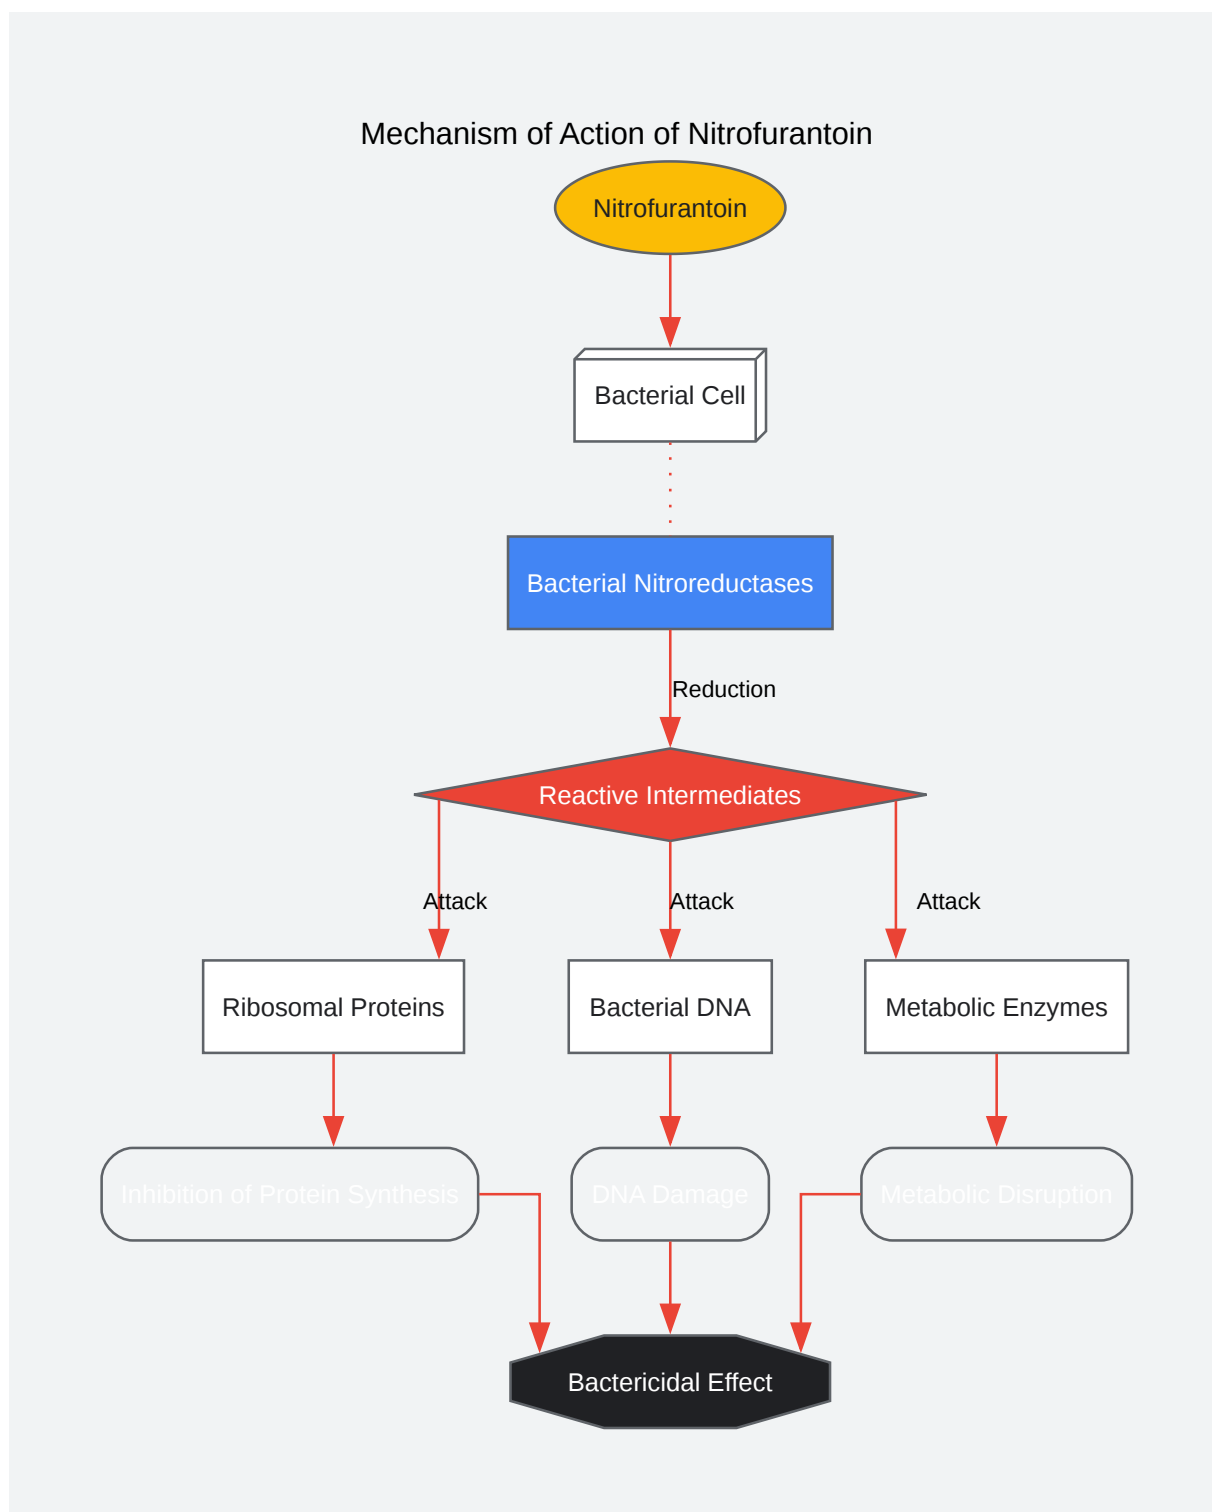 Mechanism of Action of Nitrofurantoin
Nitrofurantoin
Bacterial Cell
Bacterial Nitroreductases
Reduction
Reactive Intermediates
Attack
Attack
Attack
Ribosomal Proteins
Bacterial DNA
Metabolic Enzymes
Inhibition of Protein Synthesis
DNA Damage
Metabolic Disruption
Bactericidal Effect